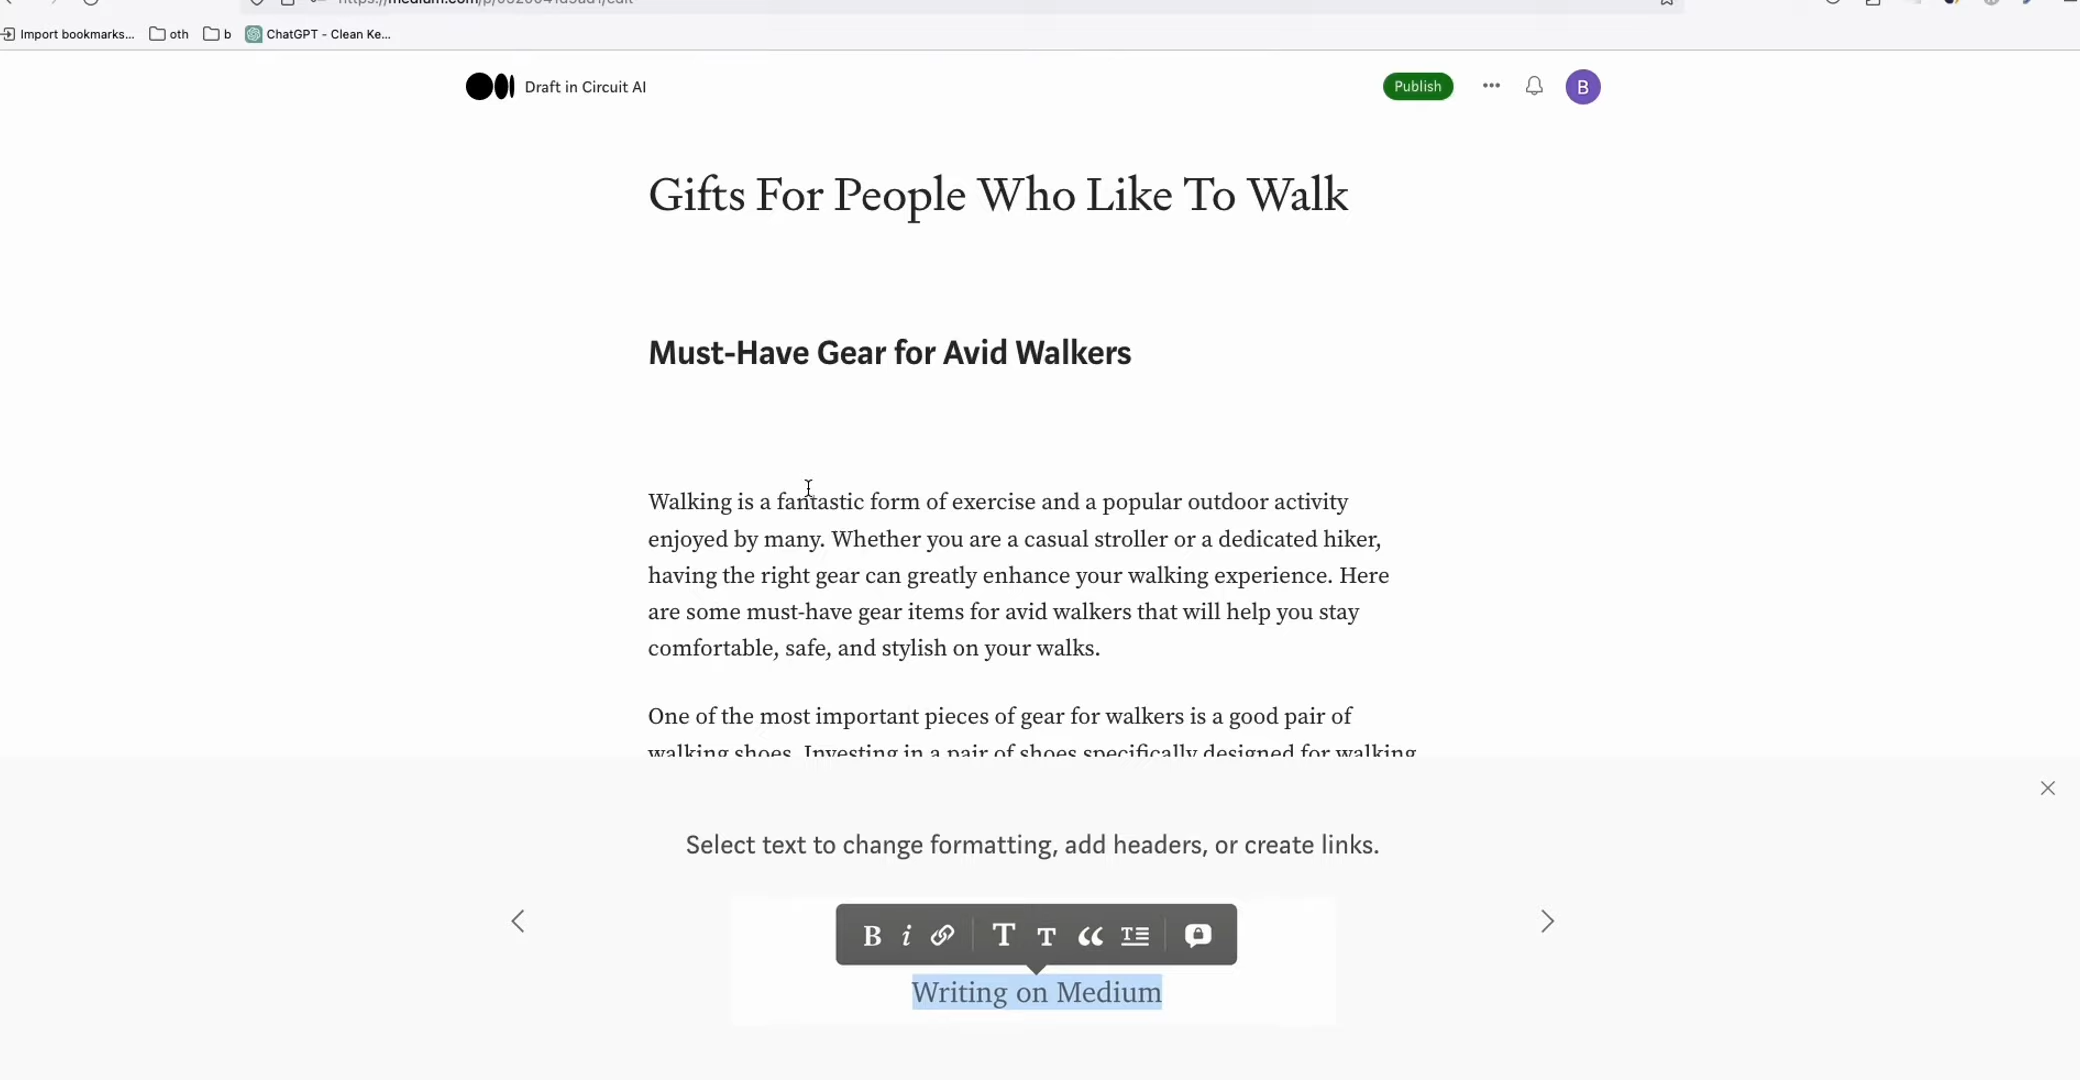 Import bookmarks... oth b ChatGPT - Clean Ke...
Draft in Circuit AI Publish B
Gifts For People Who Like To Walk
Must-Have Gear for Avid Walkers
Walking is a fantastic form of exercise and a popular outdoor activity
enjoyed by many. Whether you are a casual stroller or a dedicated hiker,
having the right gear can greatly enhance your walking experience. Here
are some must-have gear items for avid walkers that will help you stay
comfortable, safe, and stylish on your walks.
One of the most important pieces of gear for walkers is a good pair of
walking shoes. Investing in a pair of shoes specifically designed for walking
Select text to change formatting, add headers, or create links.
B i T T
Writing on Medium